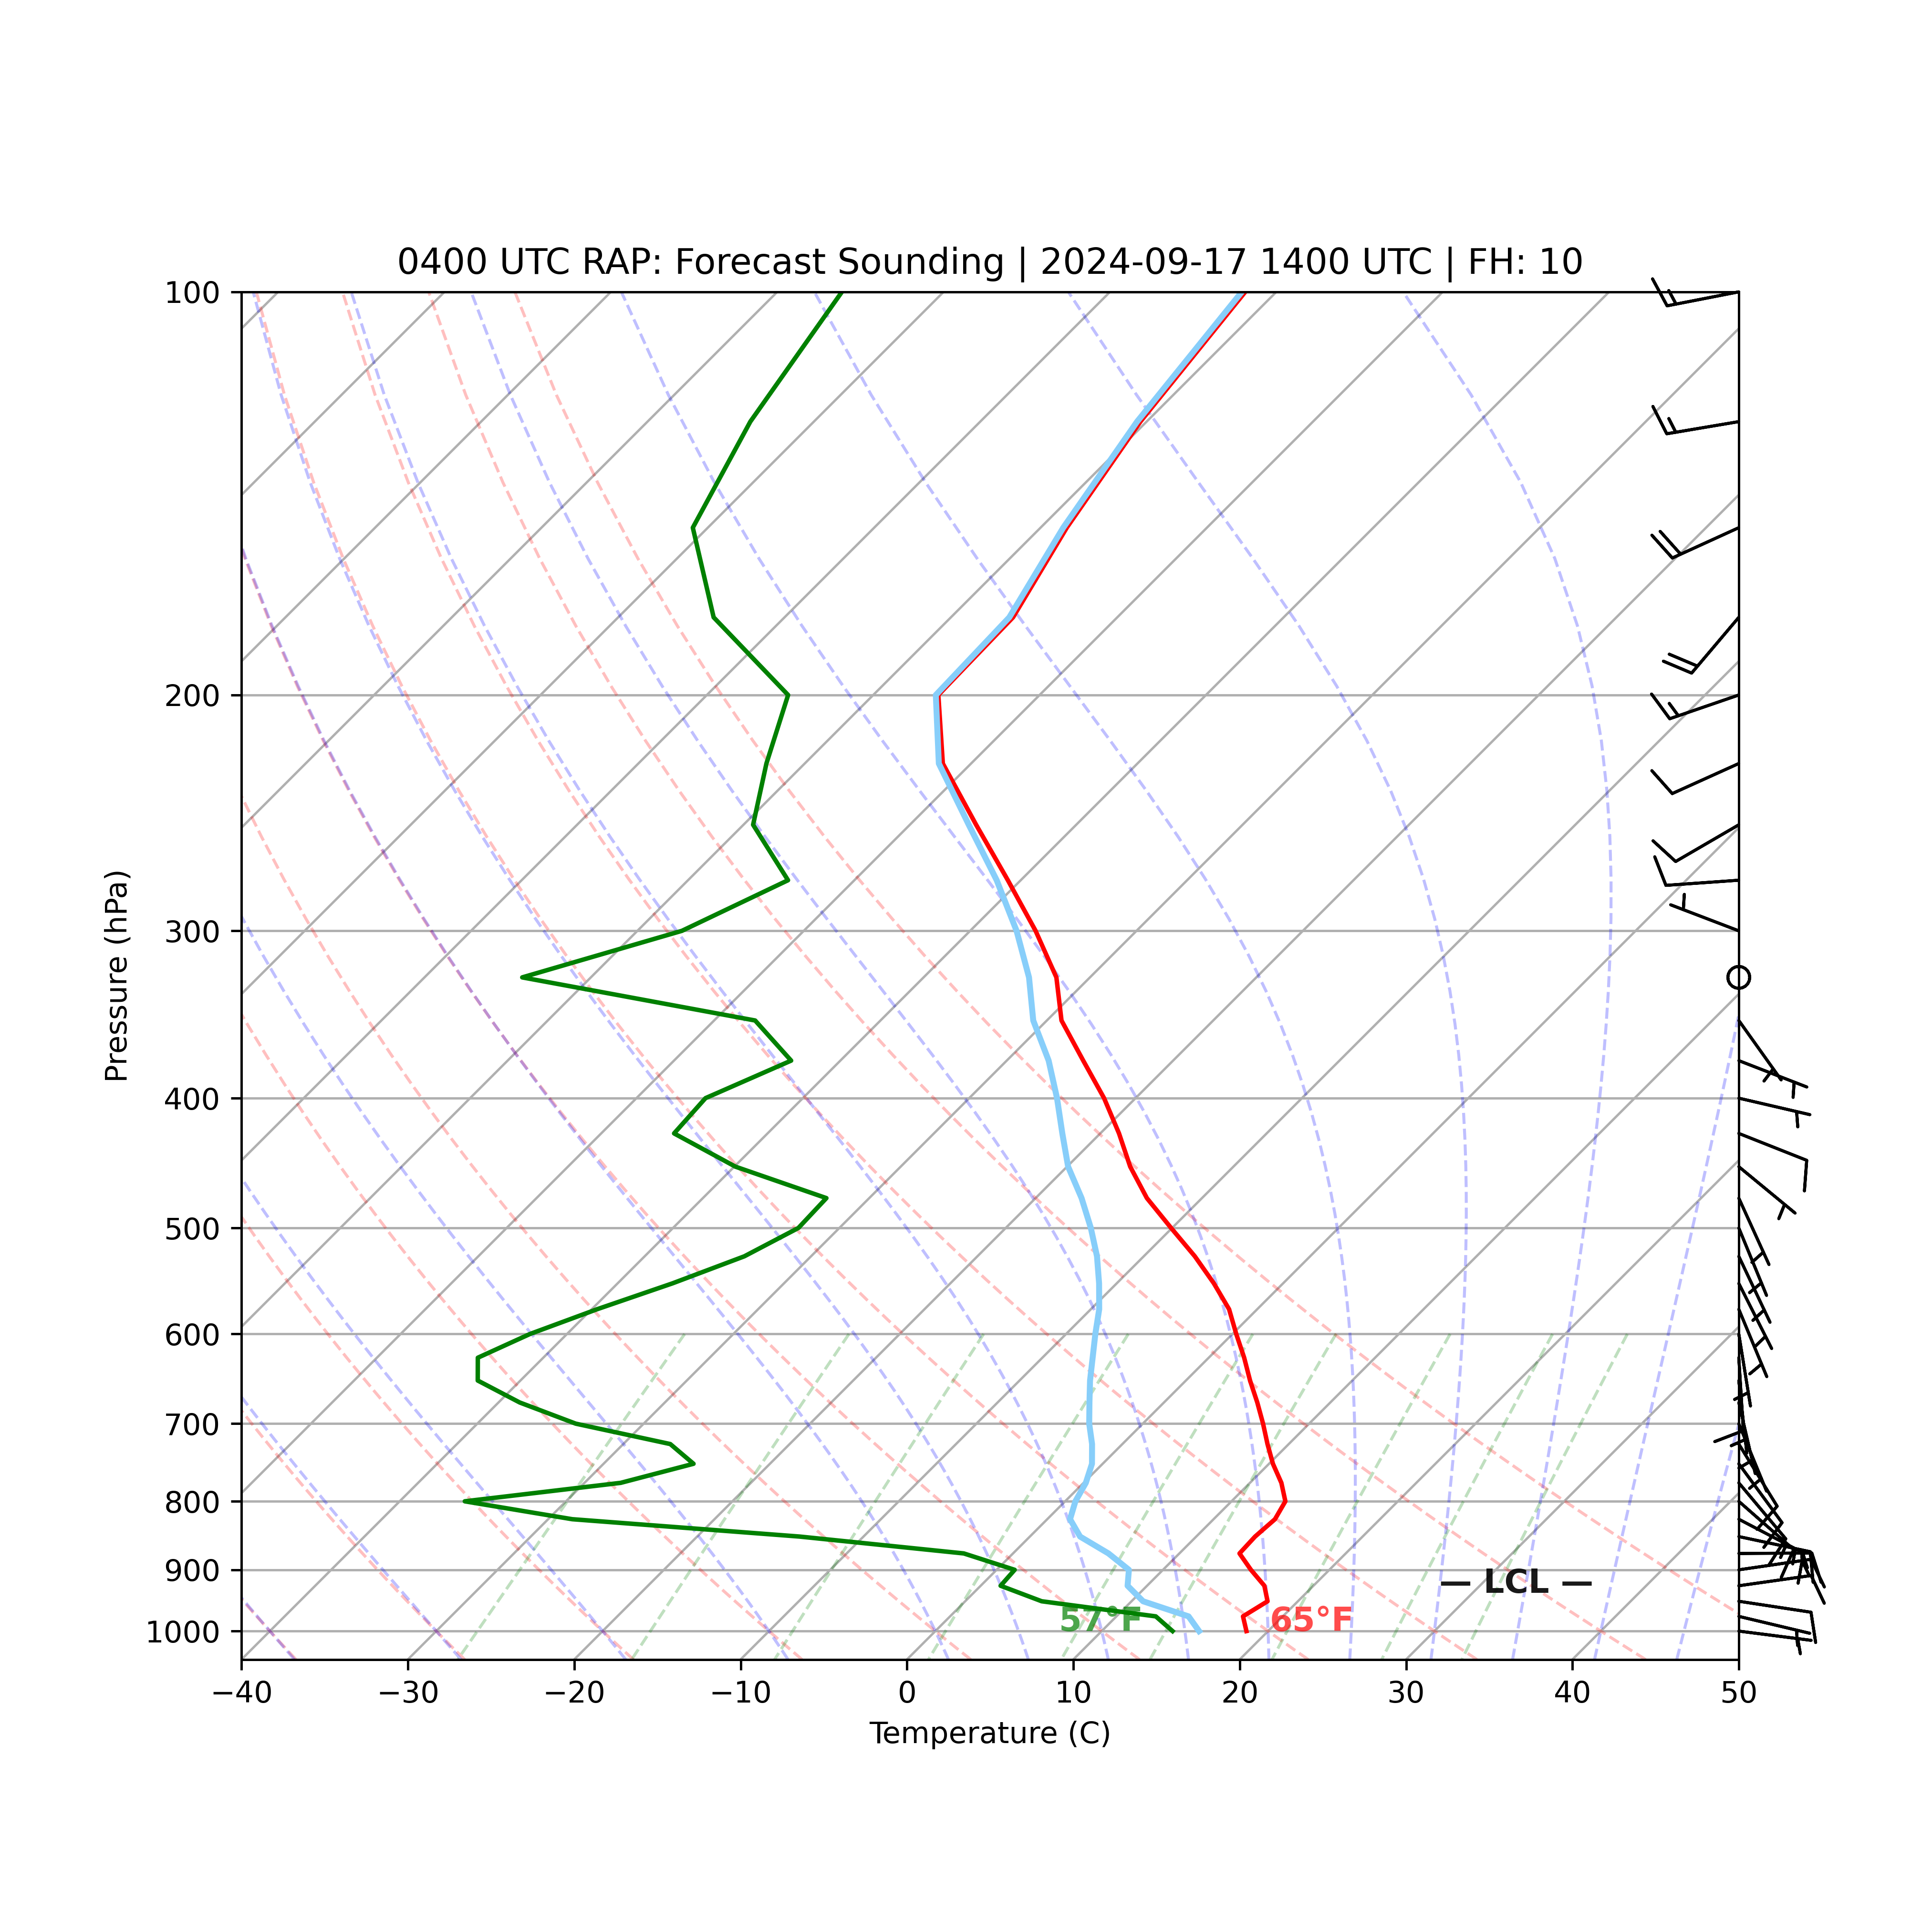 0400 UTC RAP: Forecast Sounding | 2024-09-17 1400 UTC | FH: 10
100
200
300
400
500
600
700
800
900
1000
Pressure (hPa)
— LCL —
57°F
65°F
−40 −30 −20 −10 0 10 20 30 40 50
Temperature (C)